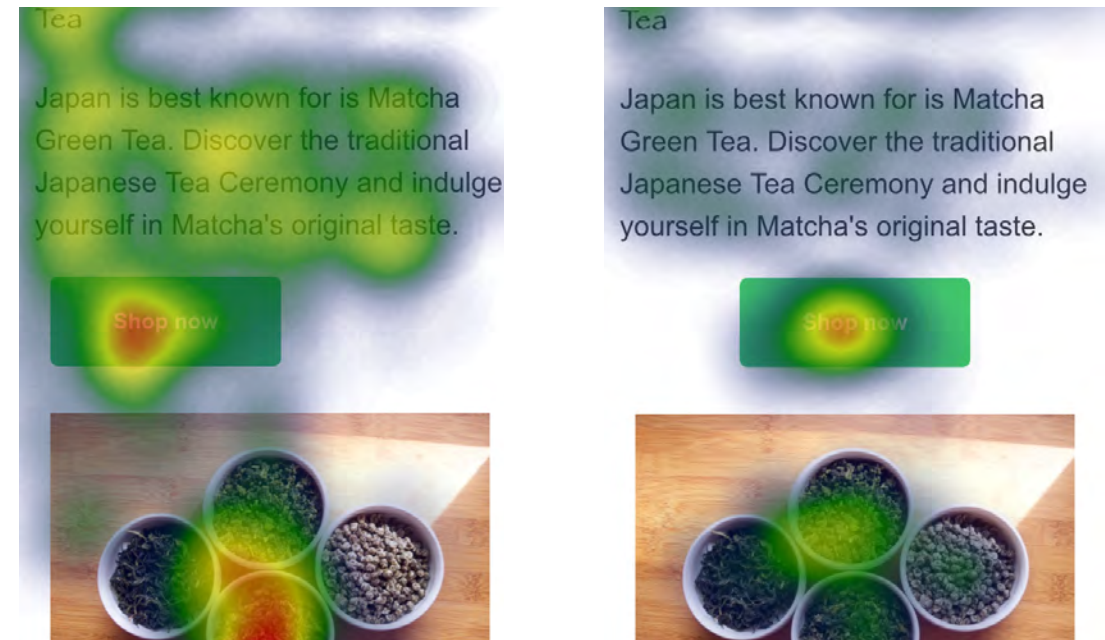 Tea
Japan is best known for is Matcha
Green Tea. Discover the traditional
Japanese Tea Ceremony and indulge
yourself in Matcha's original taste.
Shop now
Tea
Japan is best known for is Matcha
Green Tea. Discover the traditional
Japanese Tea Ceremony and indulge
yourself in Matcha's original taste.
Shop now